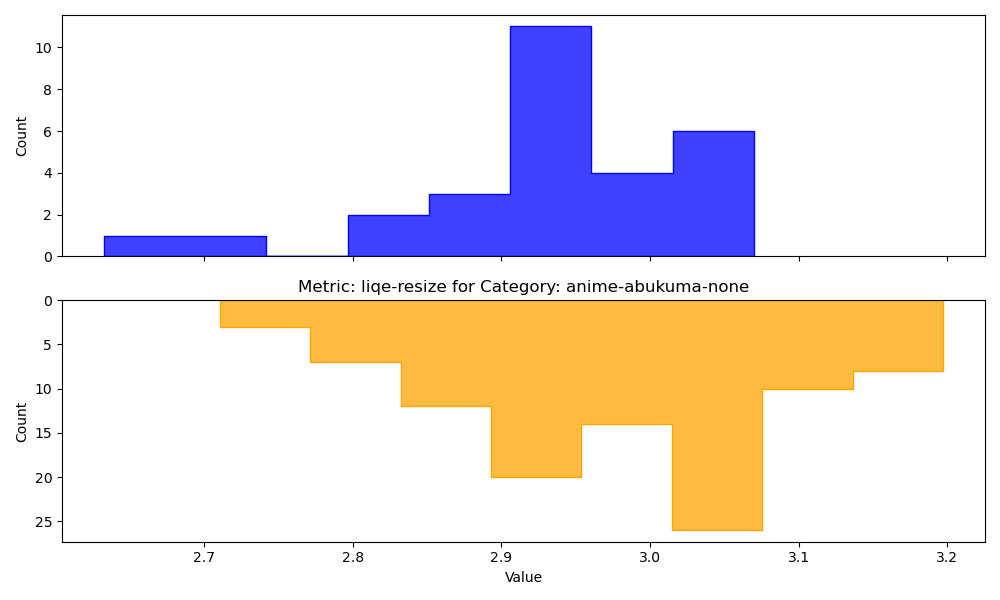 Count
10
8
6
4
2
0
Metric: liqe-resize for Category: anime-abukuma-none
Count
0
5
10
15
20
25
2.7 2.8 2.9 3.0 3.1 3.2
Value